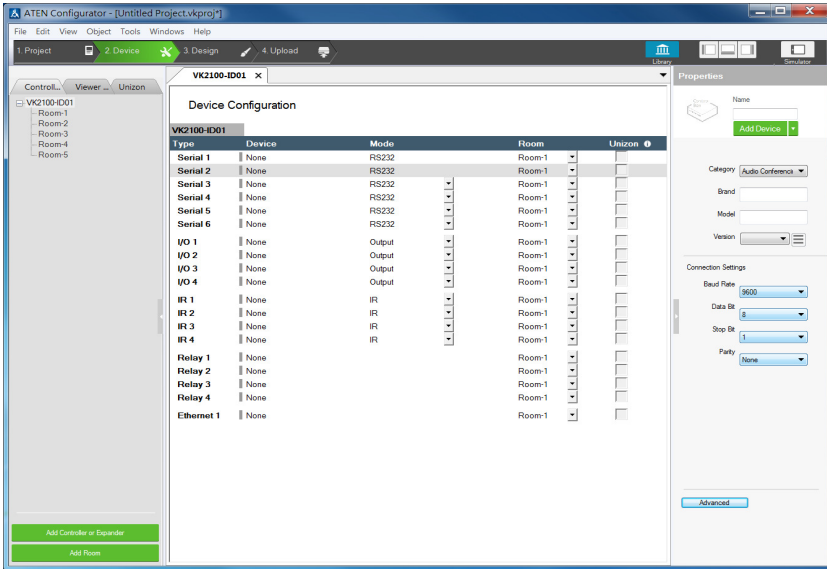 ATEN Configurator - [Untitled Project.vkproj*]
File Edit View Object Tools Windows Help
1. Project 2. Device 3. Design 4. Upload Library Simulator
Controll... Viewer ... Unizon
VK2100-ID01
Room-1
Room-2
Room-3
Room-4
Room-5
Add Controller or Expander
Add Room
VK2100-ID01 ×
Device Configuration
VK2100-ID01
Type Device Mode Room Unizon
Serial 1 None RS232 Room-1
Serial 2 None RS232 Room-1
Serial 3 None RS232 Room-1
Serial 4 None RS232 Room-1
Serial 5 None RS232 Room-1
Serial 6 None RS232 Room-1
I/O 1 None Output Room-1
I/O 2 None Output Room-1
I/O 3 None Output Room-1
I/O 4 None Output Room-1
IR 1 None IR Room-1
IR 2 None IR Room-1
IR 3 None IR Room-1
IR 4 None IR Room-1
Relay 1 None Room-1
Relay 2 None Room-1
Relay 3 None Room-1
Relay 4 None Room-1
Ethernet 1 None Room-1
Properties
Name
Add Device
Category Audio Conferenci
Brand
Model
Version
Connection Settings
Baud Rate 9600
Data Bit 8
Stop Bit 1
Parity None
Advanced